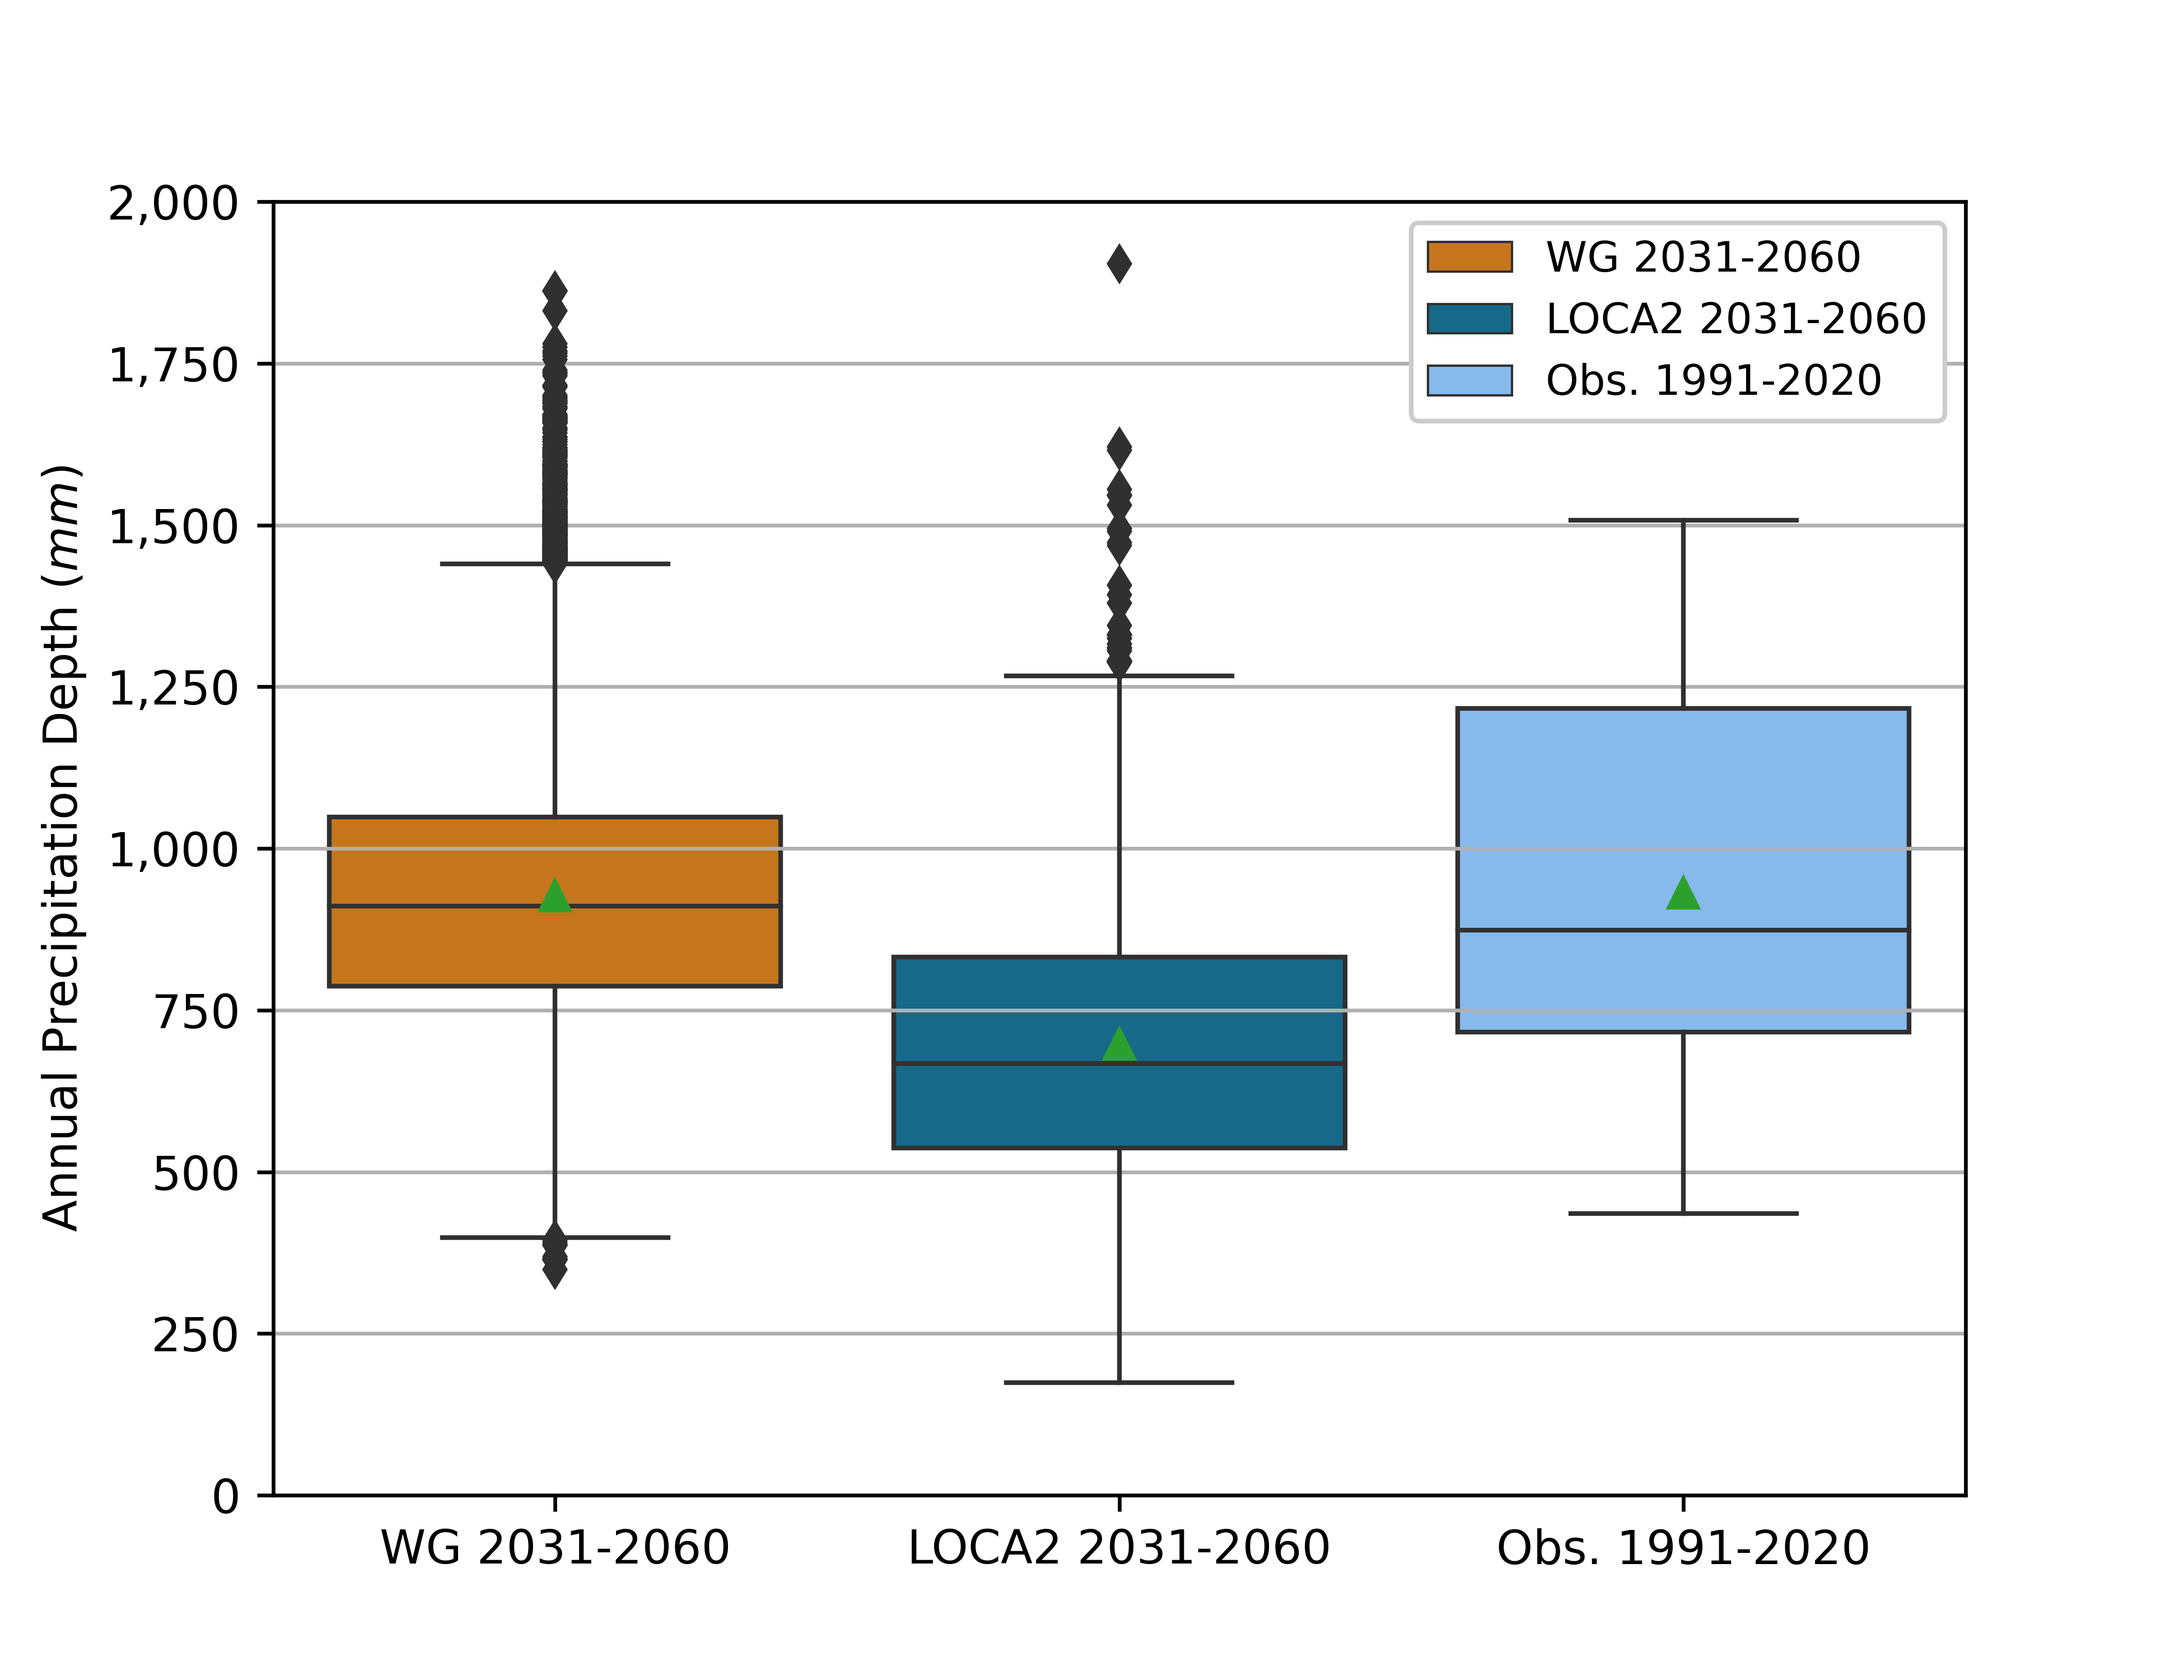 2,000
1,750
1,500
1,250
1,000
750
500
250
0
Annual Precipitation Depth (mm)
WG 2031-2060
LOCA2 2031-2060
Obs. 1991-2020
WG 2031-2060
LOCA2 2031-2060
Obs. 1991-2020